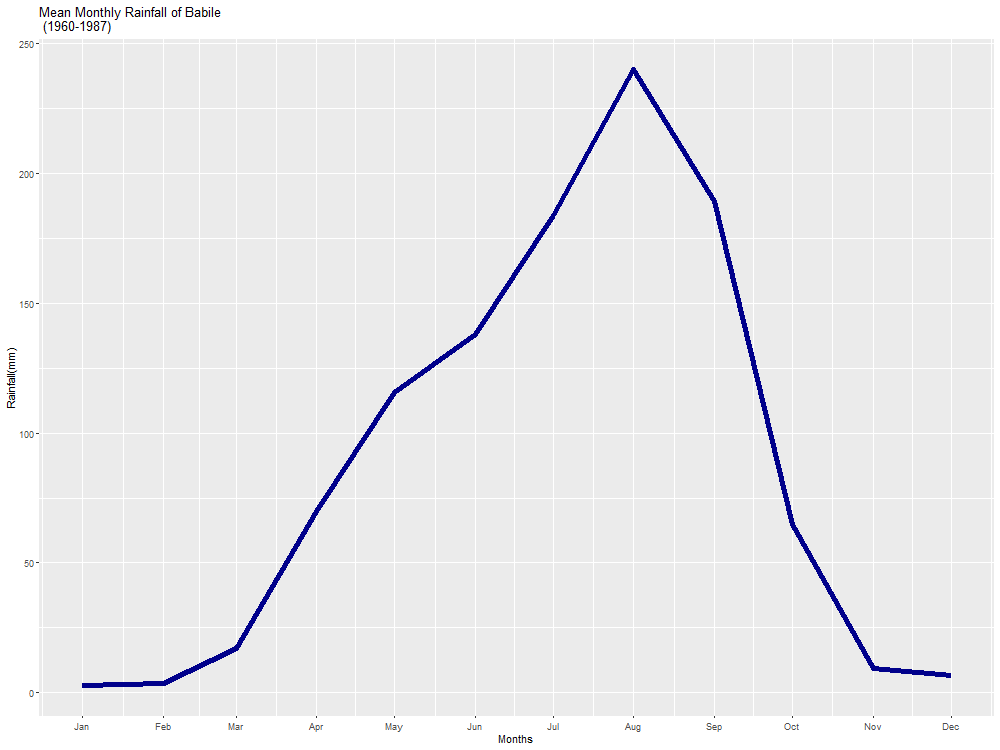 Mean Monthly Rainfall of Babile
(1960-1987)
250
200
150
100
50
0
Rainfall(mm)
Jan Feb Mar Apr May Jun Jul Aug Sep Oct Nov Dec
Months